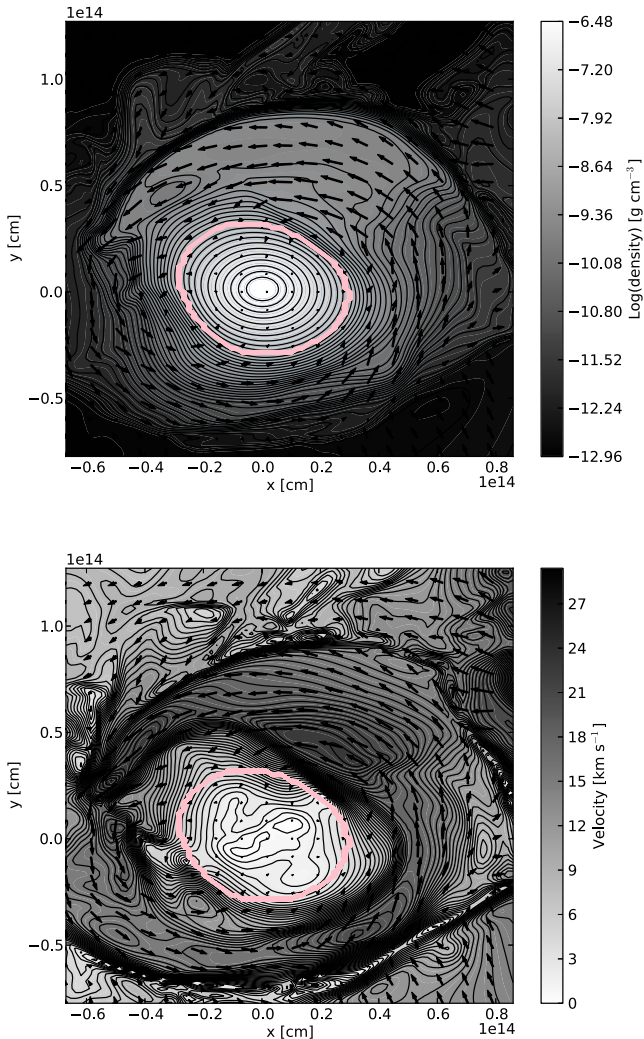 1e14
1.0
0.5
0.0
−0.5
y [cm]
−0.6 −0.4 −0.2 0.0 0.2 0.4 0.6 0.8
x [cm]
1e14
−6.48
−7.20
−7.92
−8.64
−9.36
−10.08
−10.80
−11.52
−12.24
−12.96
Log(density) [g cm⁻³]
1e14
1.0
0.5
0.0
−0.5
y [cm]
−0.6 −0.4 −0.2 0.0 0.2 0.4 0.6 0.8
x [cm]
1e14
27
24
21
18
15
12
9
6
3
0
Velocity [km s⁻¹]